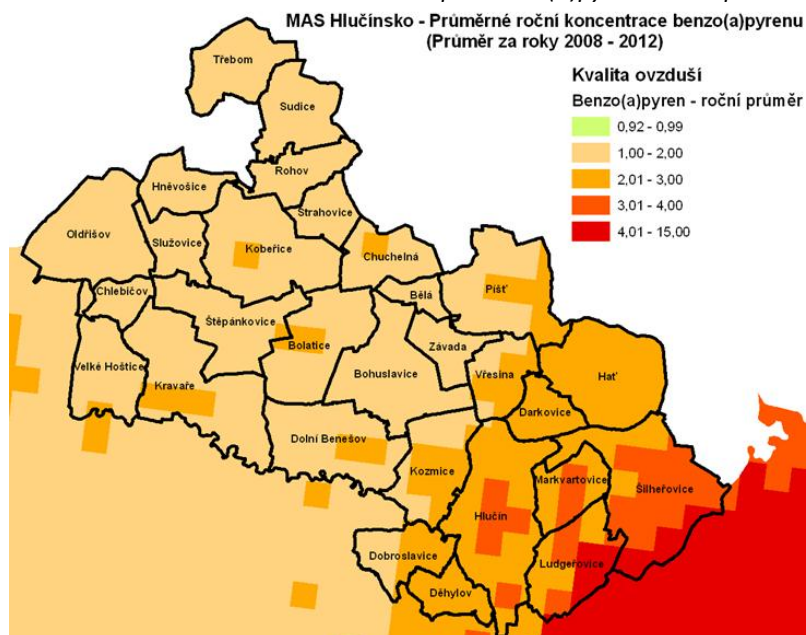 MAS Hlučínsko - Průměrné roční koncentrace benzo(a)pyrenu
(Průměr za roky 2008 - 2012)
Kvalita ovzduší
Benzo(a)pyren - roční průměr
0,92 - 0,99
1,00 - 2,00
2,01 - 3,00
3,01 - 4,00
4,01 - 15,00
Třebom
Sudice
Rohov
Hněvošice
Strahovice
Oldřišov
Služovice
Kobeřice
Chuchelná
Chlebičov
Bělá
Píšť
Štěpánkovice
Bolatice
Závada
Velké Hoštice
Bohuslavice
Vřesina
Hať
Kravaře
Darkovice
Dolní Benešov
Kozmice
Markvartovice
Šilheřovice
Hlučín
Dobroslavice
Ludgeřovice
Děhylov